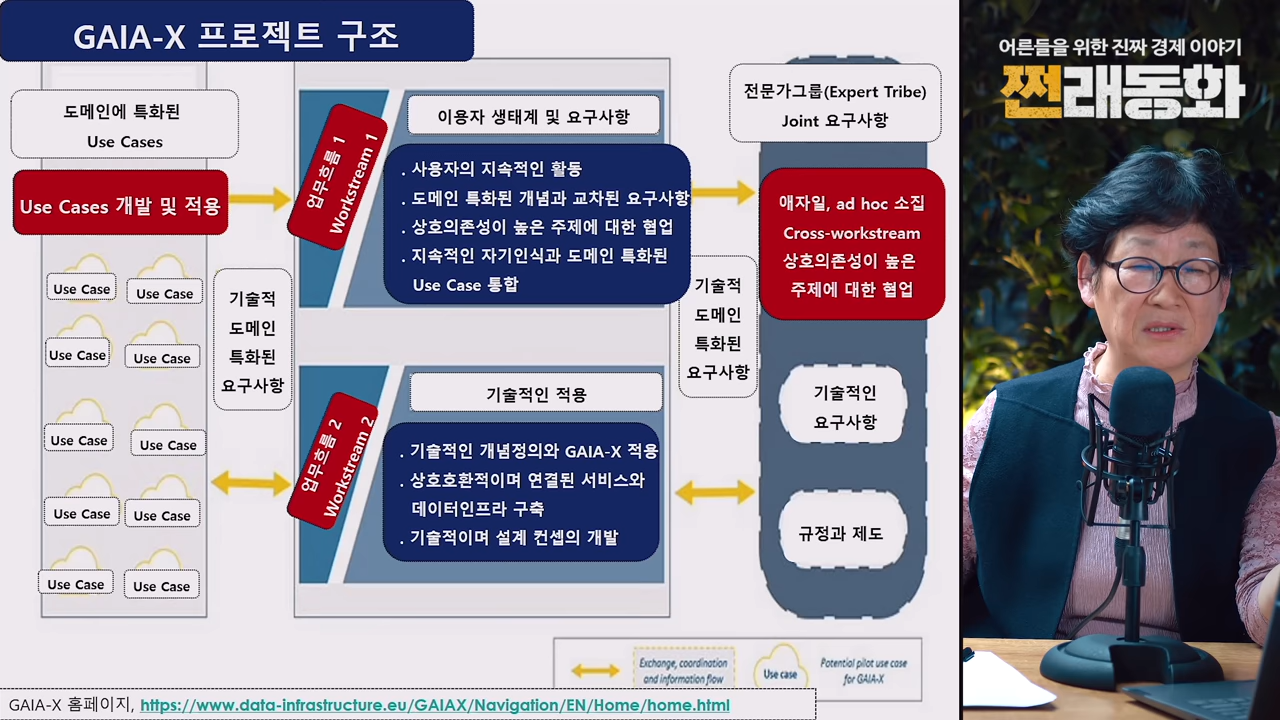 GAIA-X 프로젝트 구조
어른들을 위한 진짜 경제 이야기
쩐래동화
도메인에 특화된
Use Cases
Use Cases 개발 및 적용
Use Case
Use Case
Use Case
Use Case
Use Case
Use Case
Use Case
Use Case
Use Case
Use Case
기술적
도메인
특화된
요구사항
업무흐름 1
Workstream 1
이용자 생태계 및 요구사항
. 사용자의 지속적인 활동
. 도메인 특화된 개념과 교차된 요구사항
. 상호의존성이 높은 주제에 대한 협업
. 지속적인 자기인식과 도메인 특화된
Use Case 통합
업무흐름 2
Workstream 2
기술적인 적용
. 기술적인 개념정의와 GAIA-X 적용
. 상호호환적이며 연결된 서비스와
데이터인프라 구축
. 기술적이며 설계 컨셉의 개발
기술적
도메인
특화된
요구사항
전문가그룹(Expert Tribe)
Joint 요구사항
애자일, ad hoc 소집
Cross-workstream
상호의존성이 높은
주제에 대한 협업
기술적인
요구사항
규정과 제도
Exchange, coordination
and information flow
Use case
Potential pilot use case
for GAIA-X
GAIA-X 홈페이지, https://www.data-infrastructure.eu/GAIAX/Navigation/EN/Home/home.html